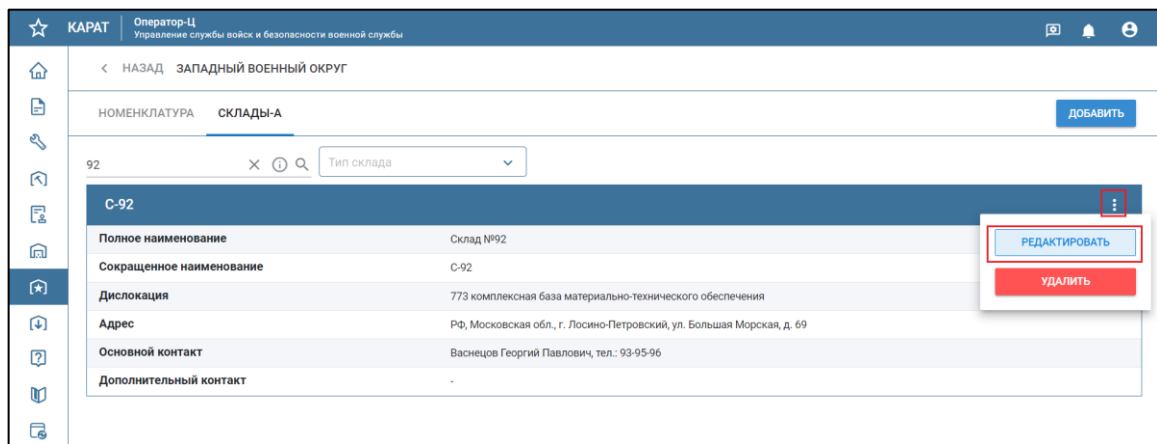 КАРАТ
Оператор-Ц
Управление службы войск и безопасности военной службы
НАЗАД ЗАПАДНЫЙ ВОЕННЫЙ ОКРУГ
НОМЕНКЛАТУРА СКЛАДЫ-А ДОБАВИТЬ
92 Тип склада
С-92
Полное наименование Склад №92
РЕДАКТИРОВАТЬ
Сокращенное наименование С-92
УДАЛИТЬ
Дислокация 773 комплексная база материально-технического обеспечения
Адрес РФ, Московская обл., г. Лосино-Петровский, ул. Большая Морская, д. 69
Основной контакт Васнецов Георгий Павлович, тел.: 93-95-96
Дополнительный контакт -